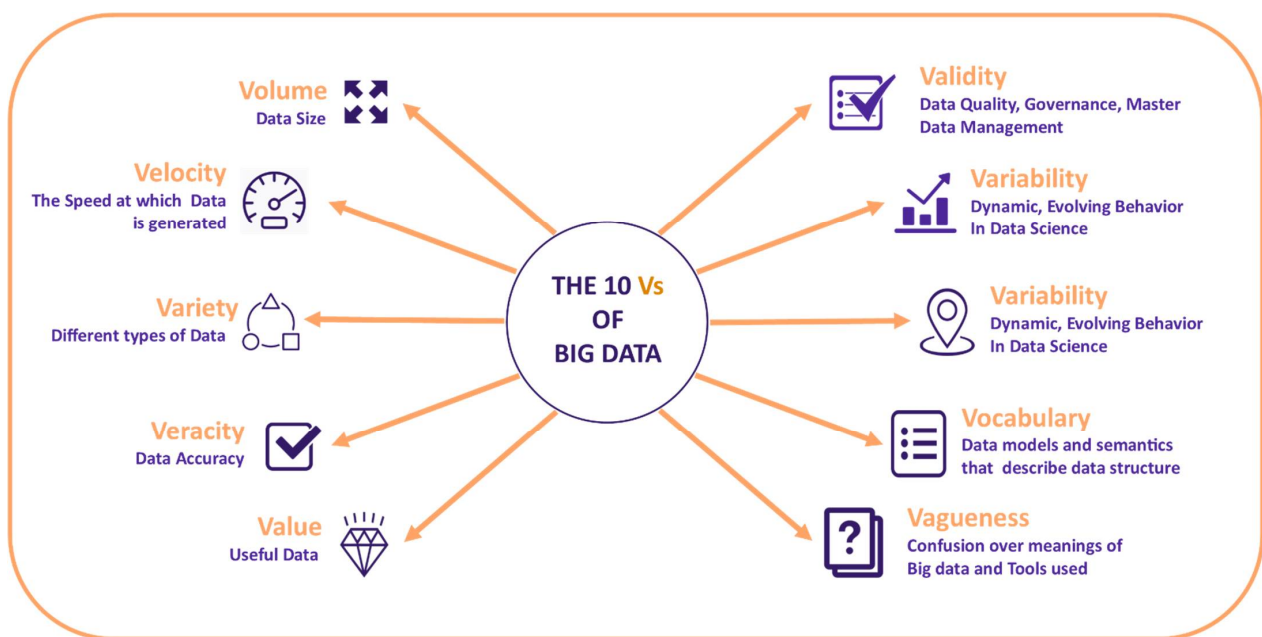 Volume
Data Size
Velocity
The Speed at which Data
is generated
Variety
Different types of Data
Veracity
Data Accuracy
Value
Useful Data
THE 10 Vs
OF
BIG DATA
Validity
Data Quality, Governance, Master
Data Management
Variability
Dynamic, Evolving Behavior
In Data Science
Variability
Dynamic, Evolving Behavior
In Data Science
Vocabulary
Data models and semantics
that describe data structure
Vagueness
?
Confusion over meanings of
Big data and Tools used